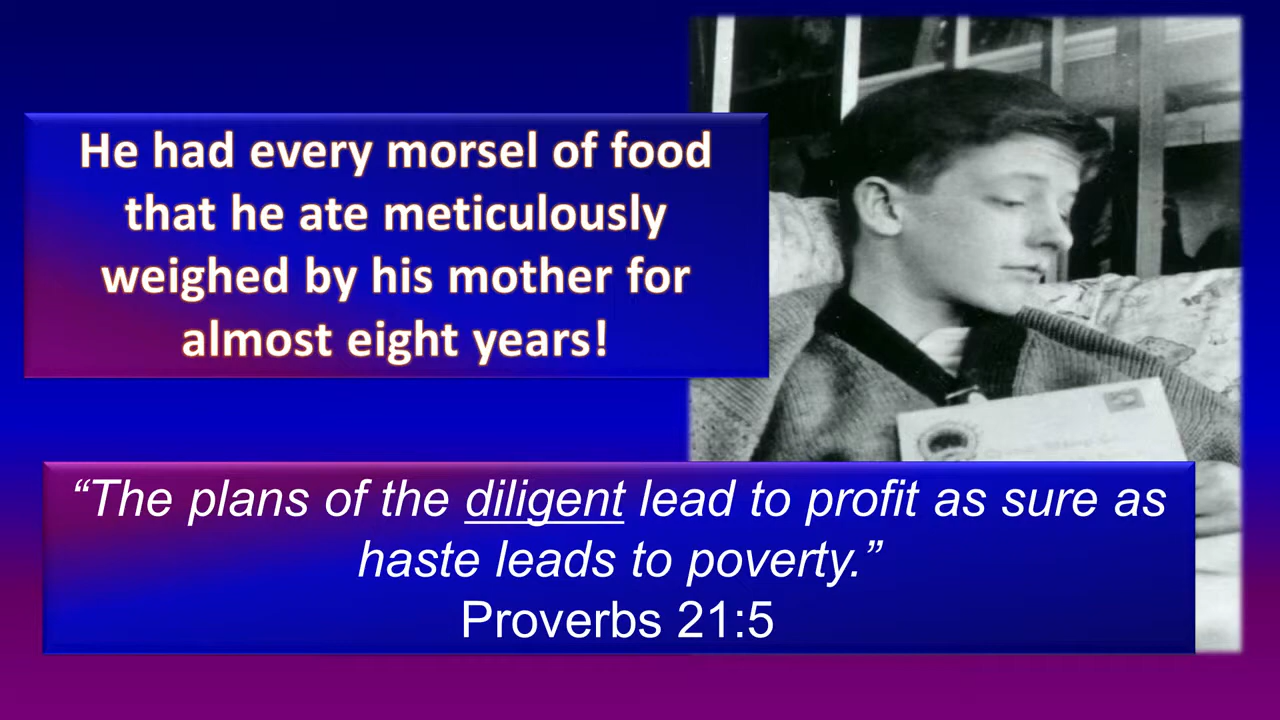 He had every morsel of food
that he ate meticulously
weighed by his mother for
almost eight years!
“The plans of the diligent lead to profit as sure as
haste leads to poverty.”
Proverbs 21:5